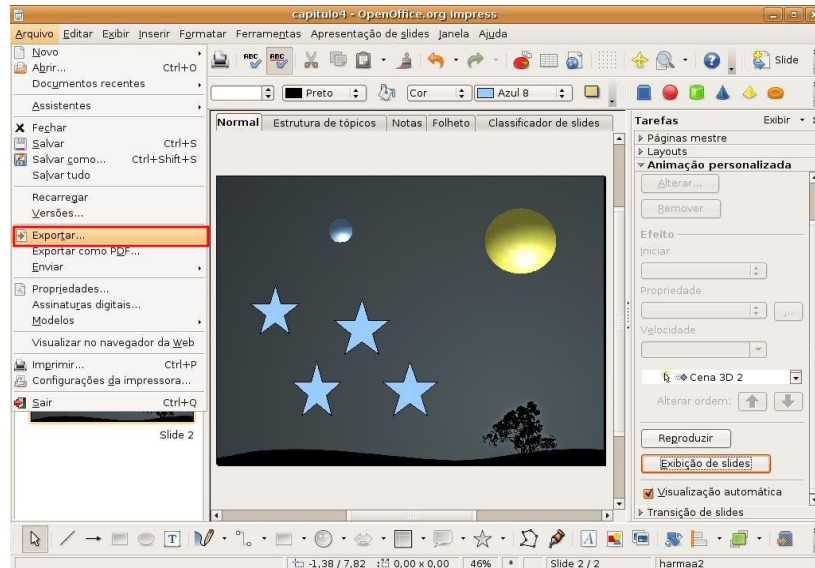 capitulo4 - OpenOffice.org Impress
Arquivo Editar Exibir Inserir Formatar Ferramentas Apresentação de slides Janela Ajuda
Novo
Abrir... Ctrl+O
Documentos recentes
Assistentes
Fechar
Salvar Ctrl+S
Salvar como... Ctrl+Shift+S
Salvar tudo
Recarregar
Versões...
Exportar...
Exportar como PDF...
Enviar
Propriedades...
Assinaturas digitais...
Modelos
Visualizar no navegador da Web
Imprimir... Ctrl+P
Configurações da impressora...
Sair Ctrl+Q
Slide 2
ABC ABC Slide
Preto Cor Azul 8
Normal Estrutura de tópicos Notas Folheto Classificador de slides
Tarefas Exibir
Páginas mestre
Layouts
Animação personalizada
Alterar...
Remover
Efeito
Iniciar
Propriedade
...
Velocidade
Cena 3D 2
Alterar ordem:
Reproduzir
Exibição de slides
Visualização automática
Transição de slides
T A
-1,38 / 7,82 0,00 x 0,00 46% * Slide 2 / 2 harmaa2